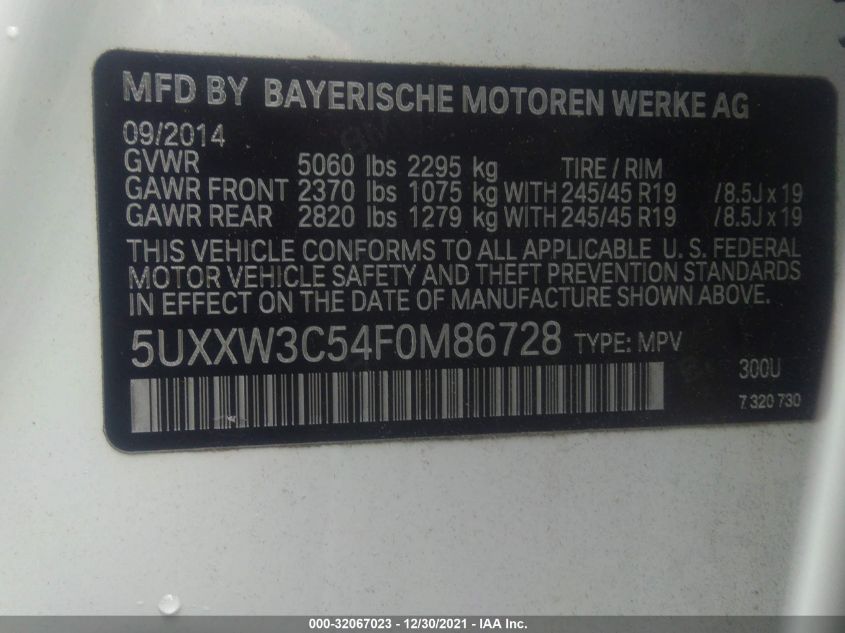 MFD BY BAYERISCHE MOTOREN WERKE AG
09/2014
GVWR 5060 lbs 2295 kg TIRE / RIM
GAWR FRONT 2370 lbs 1075 kg WITH 245/45 R19 /8.5J x 19
GAWR REAR 2820 lbs 1279 kg WITH 245/45 R19 /8.5J x 19
THIS VEHICLE CONFORMS TO ALL APPLICABLE U. S. FEDERAL
MOTOR VEHICLE SAFETY AND THEFT PREVENTION STANDARDS
IN EFFECT ON THE DATE OF MANUFACTURE SHOWN ABOVE.
5UXXW3C54F0M86728 TYPE: MPV
300U
7 320 730
000-32067023 - 12/30/2021 - IAA Inc.